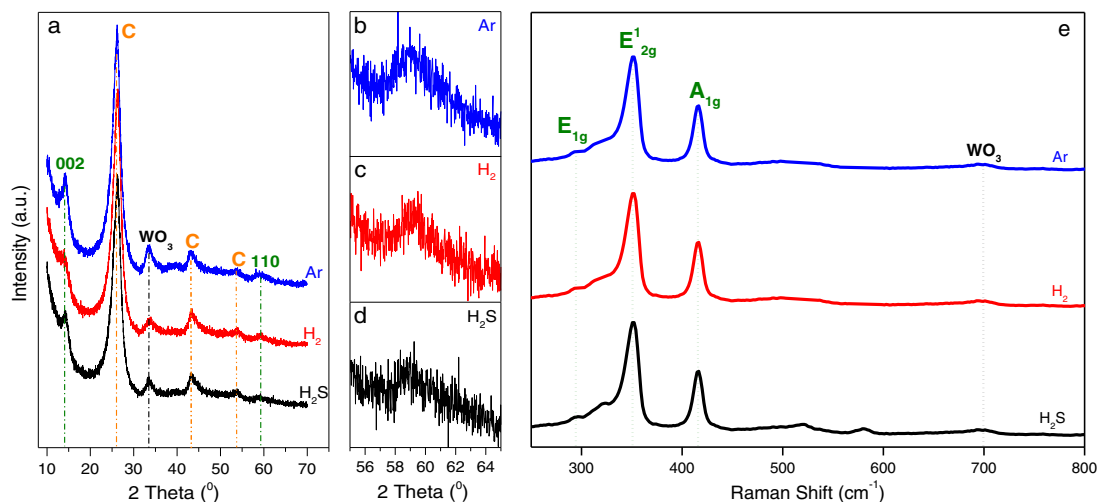 a
C
002
WO₃
C
C
110
Ar
H₂
H₂S
Intensity (a.u.)
10 20 30 40 50 60 70
2 Theta (⁰)
b
Ar
c
H₂
d
H₂S
56 58 60 62 64
2 Theta (⁰)
e
E¹₂g
A₁g
E₁g
WO₃
Ar
H₂
H₂S
300 400 500 600 700 800
Raman Shift (cm⁻¹)